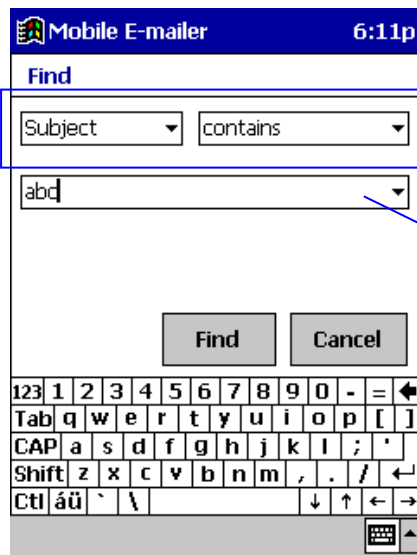 Mobile E-mailer 6:11p
Find
Subject contains
abc
Find Cancel
123 1 2 3 4 5 6 7 8 9 0 - =
Tab q w e r t y u i o p [ ]
CAP a s d f g h j k l ; '
Shift z x c v b n m , . /
Ctl áü ` \